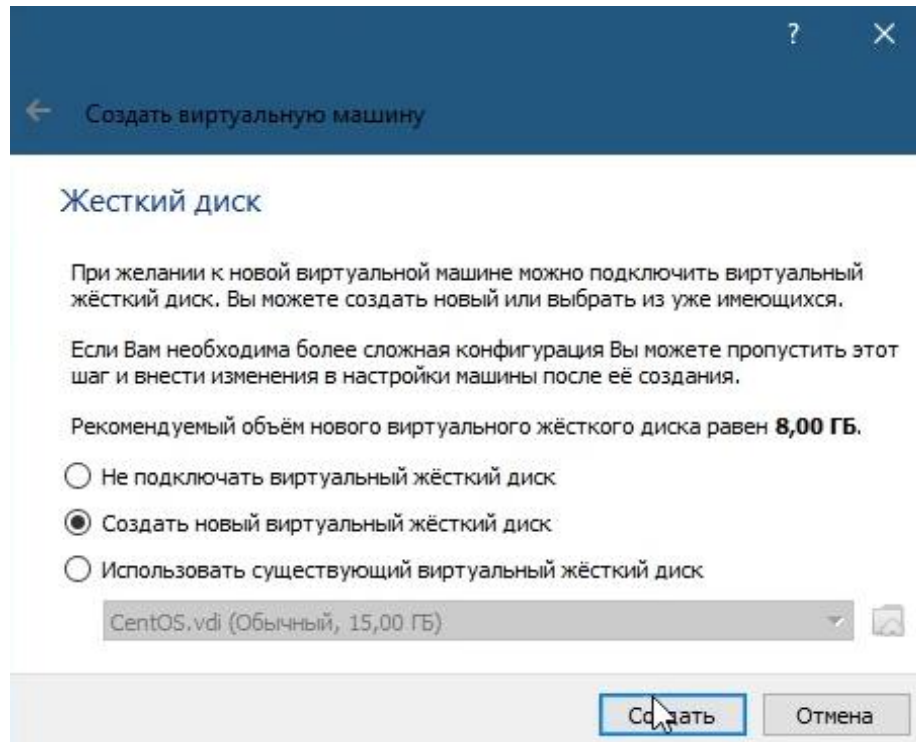 ?
Создать виртуальную машину
Жесткий диск
При желании к новой виртуальной машине можно подключить виртуальный
жёсткий диск. Вы можете создать новый или выбрать из уже имеющихся.
Если Вам необходима более сложная конфигурация Вы можете пропустить этот
шаг и внести изменения в настройки машины после её создания.
Рекомендуемый объём нового виртуального жёсткого диска равен 8,00 ГБ.
Не подключать виртуальный жёсткий диск
Создать новый виртуальный жёсткий диск
Использовать существующий виртуальный жёсткий диск
CentOS.vdi (Обычный, 15,00 ГБ)
Создать Отмена